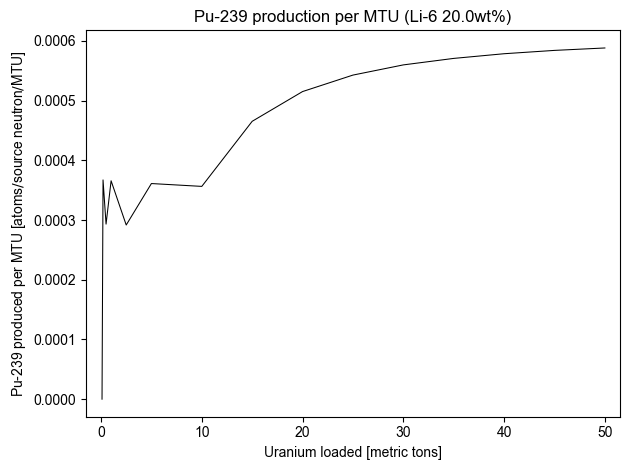 Pu-239 production per MTU (Li-6 20.0wt%)
Pu-239 produced per MTU [atoms/source neutron/MTU]
0.0006
0.0005
0.0004
0.0003
0.0002
0.0001
0.0000
0 10 20 30 40 50
Uranium loaded [metric tons]